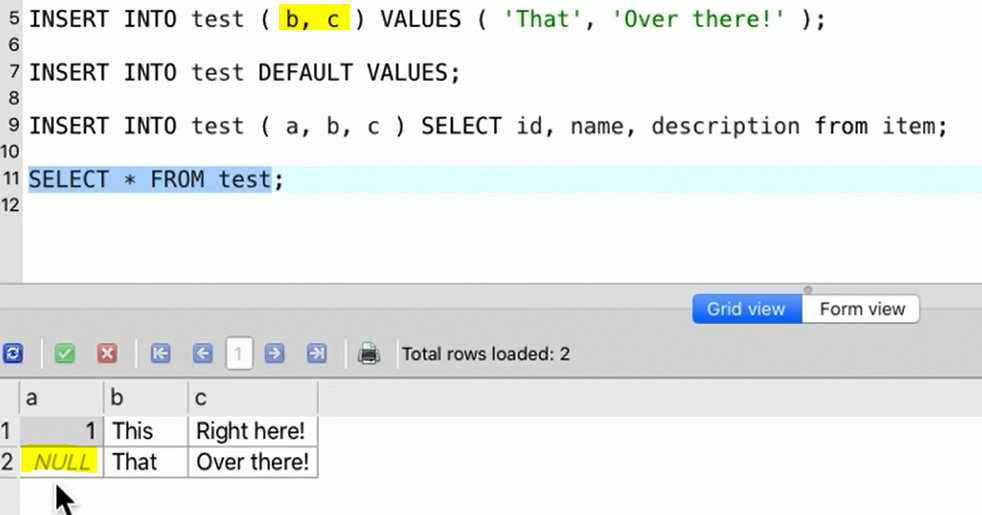 5 INSERT INTO test ( b, c ) VALUES ( 'That', 'Over there!' );
6
7 INSERT INTO test DEFAULT VALUES;
8
9 INSERT INTO test ( a, b, c ) SELECT id, name, description from item;
10
11 SELECT * FROM test;
12
Grid view Form view
1 Total rows loaded: 2
a b c
1 1 This Right here!
2 NULL That Over there!